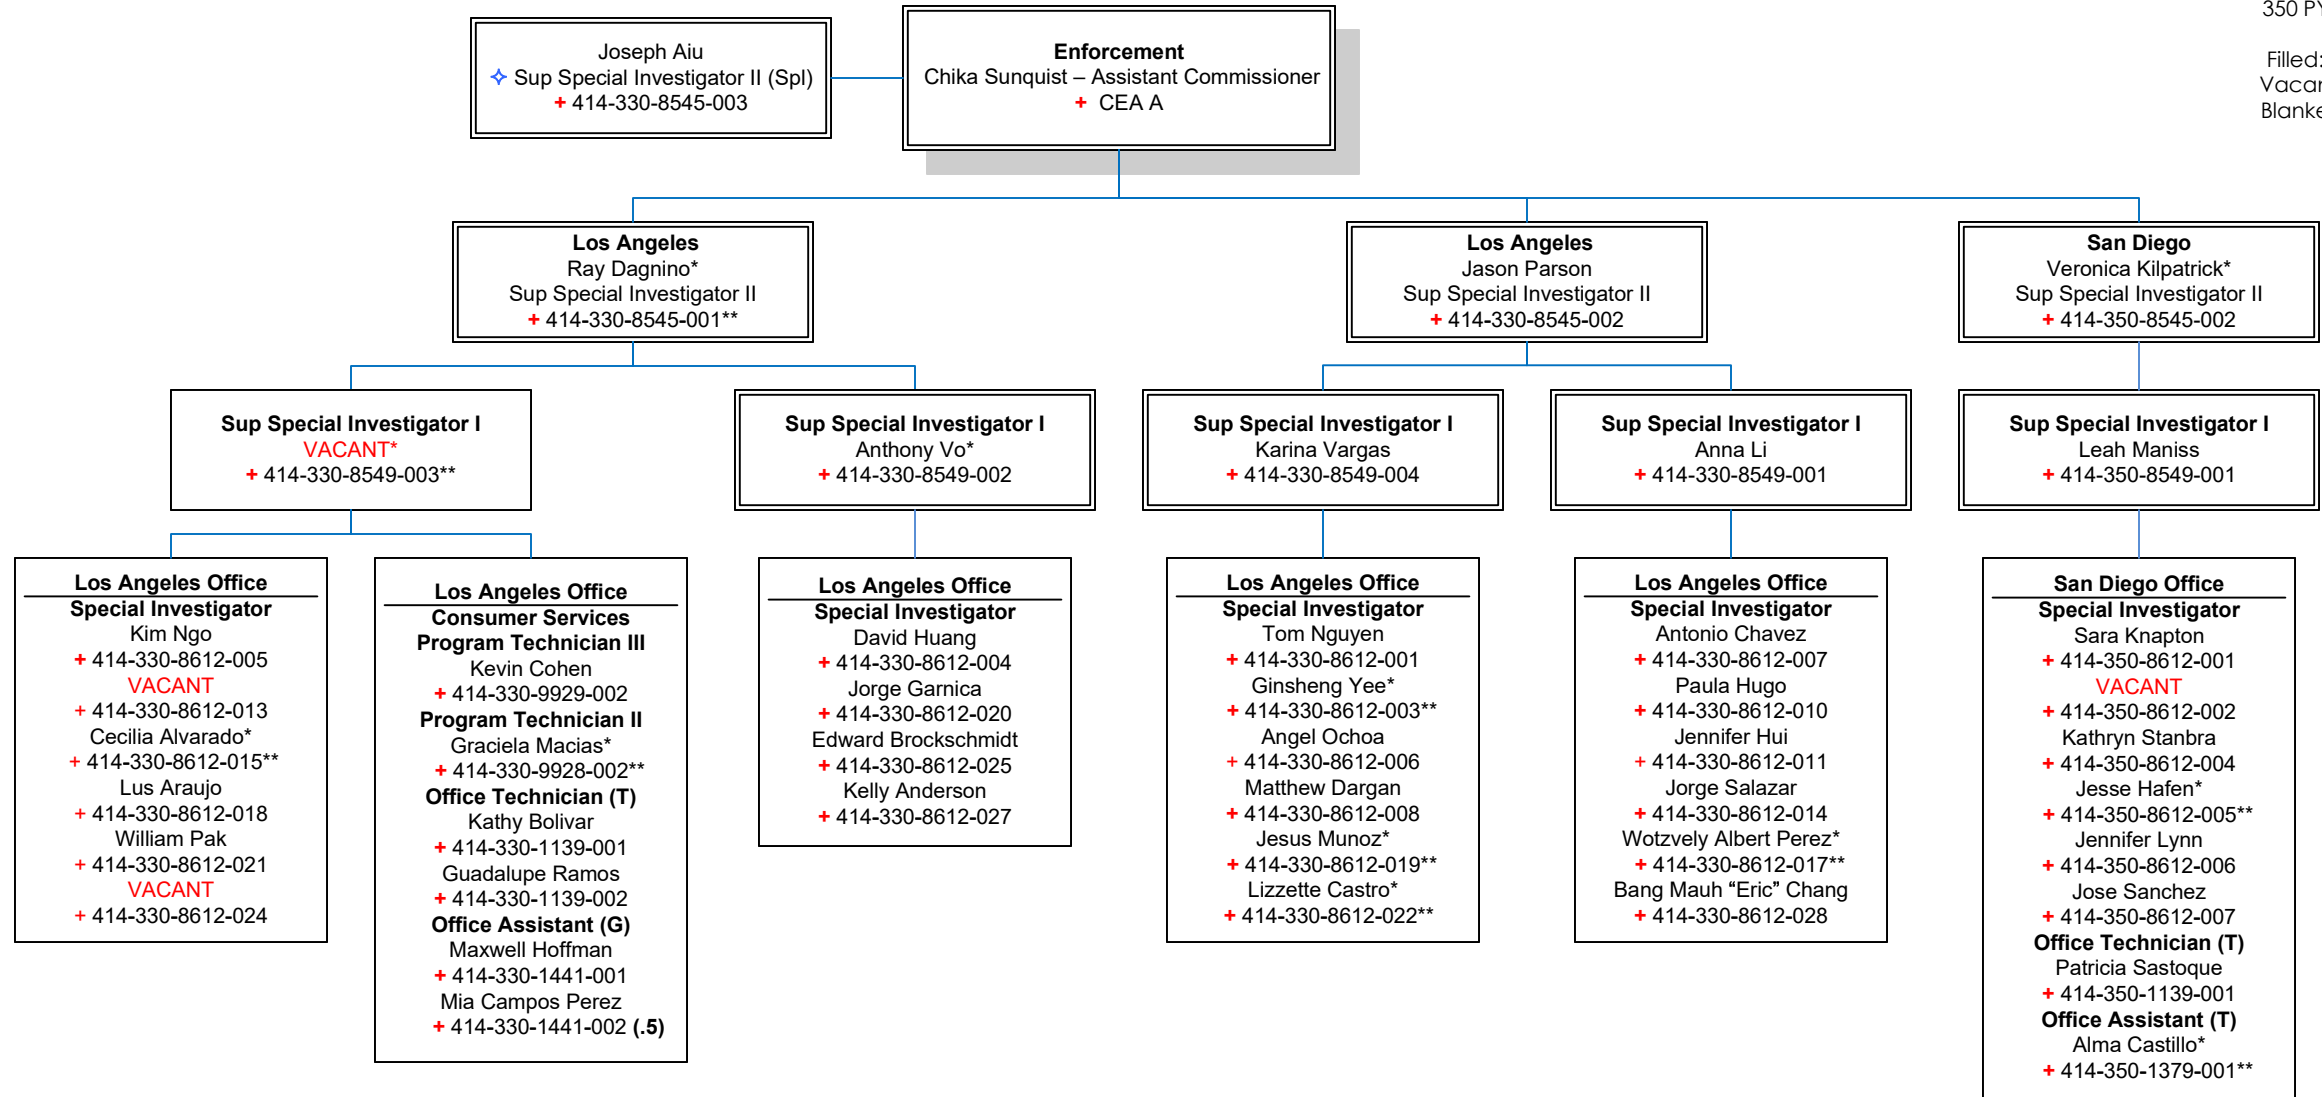 350 PY
Filled:
Joseph Aiu
✧ Sup Special Investigator II (Spl)
+ 414-330-8545-003
Enforcement
Chika Sunquist – Assistant Commissioner
+ CEA A
Los Angeles
Ray Dagnino*
Sup Special Investigator II
+ 414-330-8545-001**
Los Angeles
Jason Parson
Sup Special Investigator II
+ 414-330-8545-002
San Diego
Veronica Kilpatrick*
Sup Special Investigator II
+ 414-350-8545-002
Sup Special Investigator I
VACANT*
+ 414-330-8549-003**
Sup Special Investigator I
Anthony Vo*
+ 414-330-8549-002
Sup Special Investigator I
Karina Vargas
+ 414-330-8549-004
Sup Special Investigator I
Anna Li
+ 414-330-8549-001
Sup Special Investigator I
Leah Maniss
+ 414-350-8549-001
Los Angeles Office
Special Investigator
Kim Ngo
+ 414-330-8612-005
VACANT
+ 414-330-8612-013
Cecilia Alvarado*
+ 414-330-8612-015**
Lus Araujo
+ 414-330-8612-018
William Pak
+ 414-330-8612-021
VACANT
+ 414-330-8612-024
Los Angeles Office
Consumer Services
Program Technician III
Kevin Cohen
+ 414-330-9929-002
Program Technician II
Graciela Macias*
+ 414-330-9928-002**
Office Technician (T)
Kathy Bolivar
+ 414-330-1139-001
Guadalupe Ramos
+ 414-330-1139-002
Office Assistant (G)
Maxwell Hoffman
+ 414-330-1441-001
Mia Campos Perez
+ 414-330-1441-002 (.5)
Los Angeles Office
Special Investigator
David Huang
+ 414-330-8612-004
Jorge Garnica
+ 414-330-8612-020
Edward Brockschmidt
+ 414-330-8612-025
Kelly Anderson
+ 414-330-8612-027
Los Angeles Office
Special Investigator
Tom Nguyen
+ 414-330-8612-001
Ginsheng Yee*
+ 414-330-8612-003**
Angel Ochoa
+ 414-330-8612-006
Matthew Dargan
+ 414-330-8612-008
Jesus Munoz*
+ 414-330-8612-019**
Lizzette Castro*
+ 414-330-8612-022**
Los Angeles Office
Special Investigator
Antonio Chavez
+ 414-330-8612-007
Paula Hugo
+ 414-330-8612-010
Jennifer Hui
+ 414-330-8612-011
Jorge Salazar
+ 414-330-8612-014
Wotzvely Albert Perez*
+ 414-330-8612-017**
Bang Mauh “Eric” Chang
+ 414-330-8612-028
San Diego Office
Special Investigator
Sara Knapton
+ 414-350-8612-001
VACANT
+ 414-350-8612-002
Kathryn Stanbra
+ 414-350-8612-004
Jesse Hafen*
+ 414-350-8612-005**
Jennifer Lynn
+ 414-350-8612-006
Jose Sanchez
+ 414-350-8612-007
Office Technician (T)
Patricia Sastoque
+ 414-350-1139-001
Office Assistant (T)
Alma Castillo*
+ 414-350-1379-001**